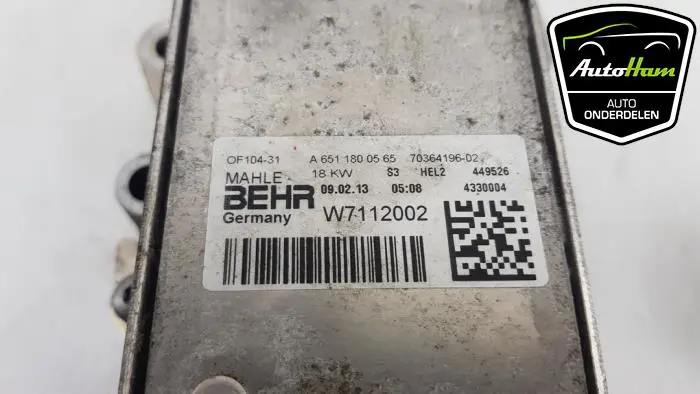 AutoHam
AUTO
ONDERDELEN
OF104-31 A 651 180 05 65 70364196-02
MAHLE 18 KW S3 HEL2 449526
BEHR 09.02.13 05:08 4330004
Germany W7112002